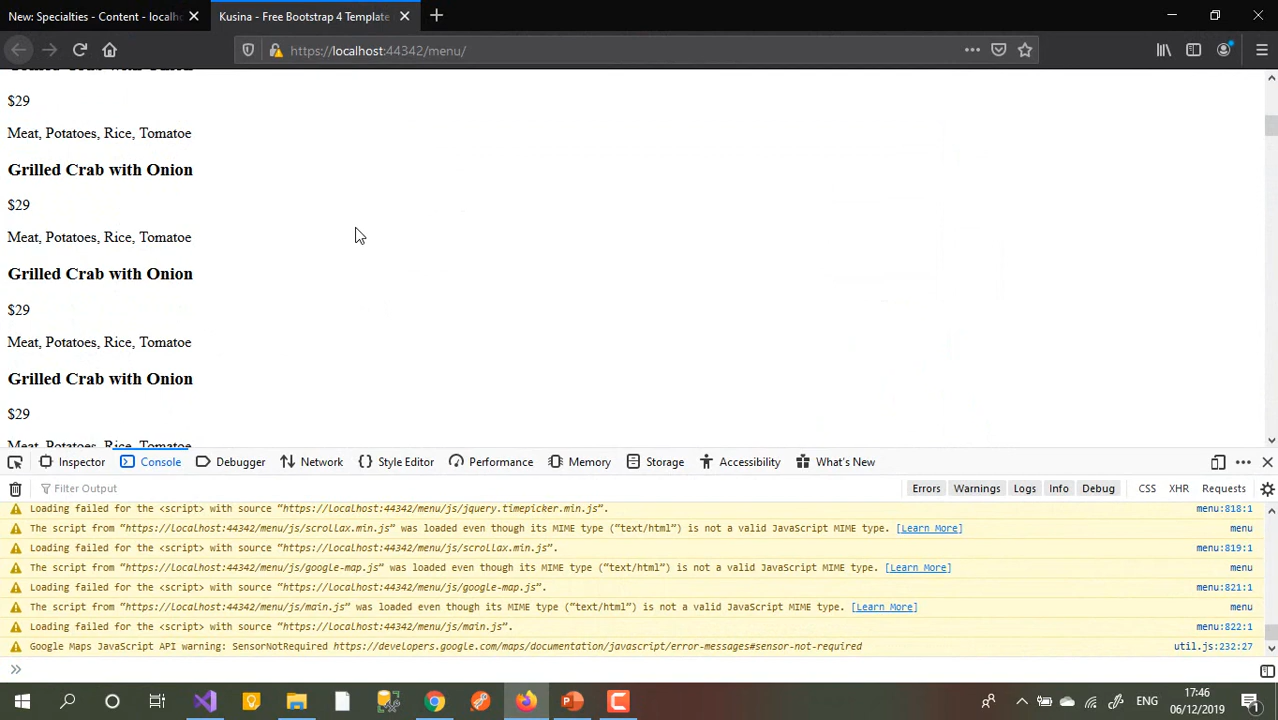 New: Specialties - Content - localh
Kusina - Free Bootstrap 4 Template
https://localhost:44342/menu/
Grilled Crab with Onion
$29
Meat, Potatoes, Rice, Tomatoe
Grilled Crab with Onion
$29
Meat, Potatoes, Rice, Tomatoe
Grilled Crab with Onion
$29
Meat, Potatoes, Rice, Tomatoe
Grilled Crab with Onion
$29
Meat, Potatoes, Rice, Tomatoe
Inspector Console Debugger Network Style Editor Performance Memory Storage Accessibility What's New
Filter Output Errors Warnings Logs Info Debug CSS XHR Requests
Loading failed for the <script> with source “https://localhost:44342/menu/js/jquery.timepicker.min.js”. menu:818:1
The script from “https://localhost:44342/menu/js/scrollax.min.js” was loaded even though its MIME type (“text/html”) is not a valid JavaScript MIME type. [Learn More] menu
Loading failed for the <script> with source “https://localhost:44342/menu/js/scrollax.min.js”. menu:819:1
The script from “https://localhost:44342/menu/js/google-map.js” was loaded even though its MIME type (“text/html”) is not a valid JavaScript MIME type. [Learn More] menu
Loading failed for the <script> with source “https://localhost:44342/menu/js/google-map.js”. menu:821:1
The script from “https://localhost:44342/menu/js/main.js” was loaded even though its MIME type (“text/html”) is not a valid JavaScript MIME type. [Learn More] menu
Loading failed for the <script> with source “https://localhost:44342/menu/js/main.js”. menu:822:1
Google Maps JavaScript API warning: SensorNotRequired https://developers.google.com/maps/documentation/javascript/error-messages#sensor-not-required util.js:232:27
ENG
17:46
06/12/2019